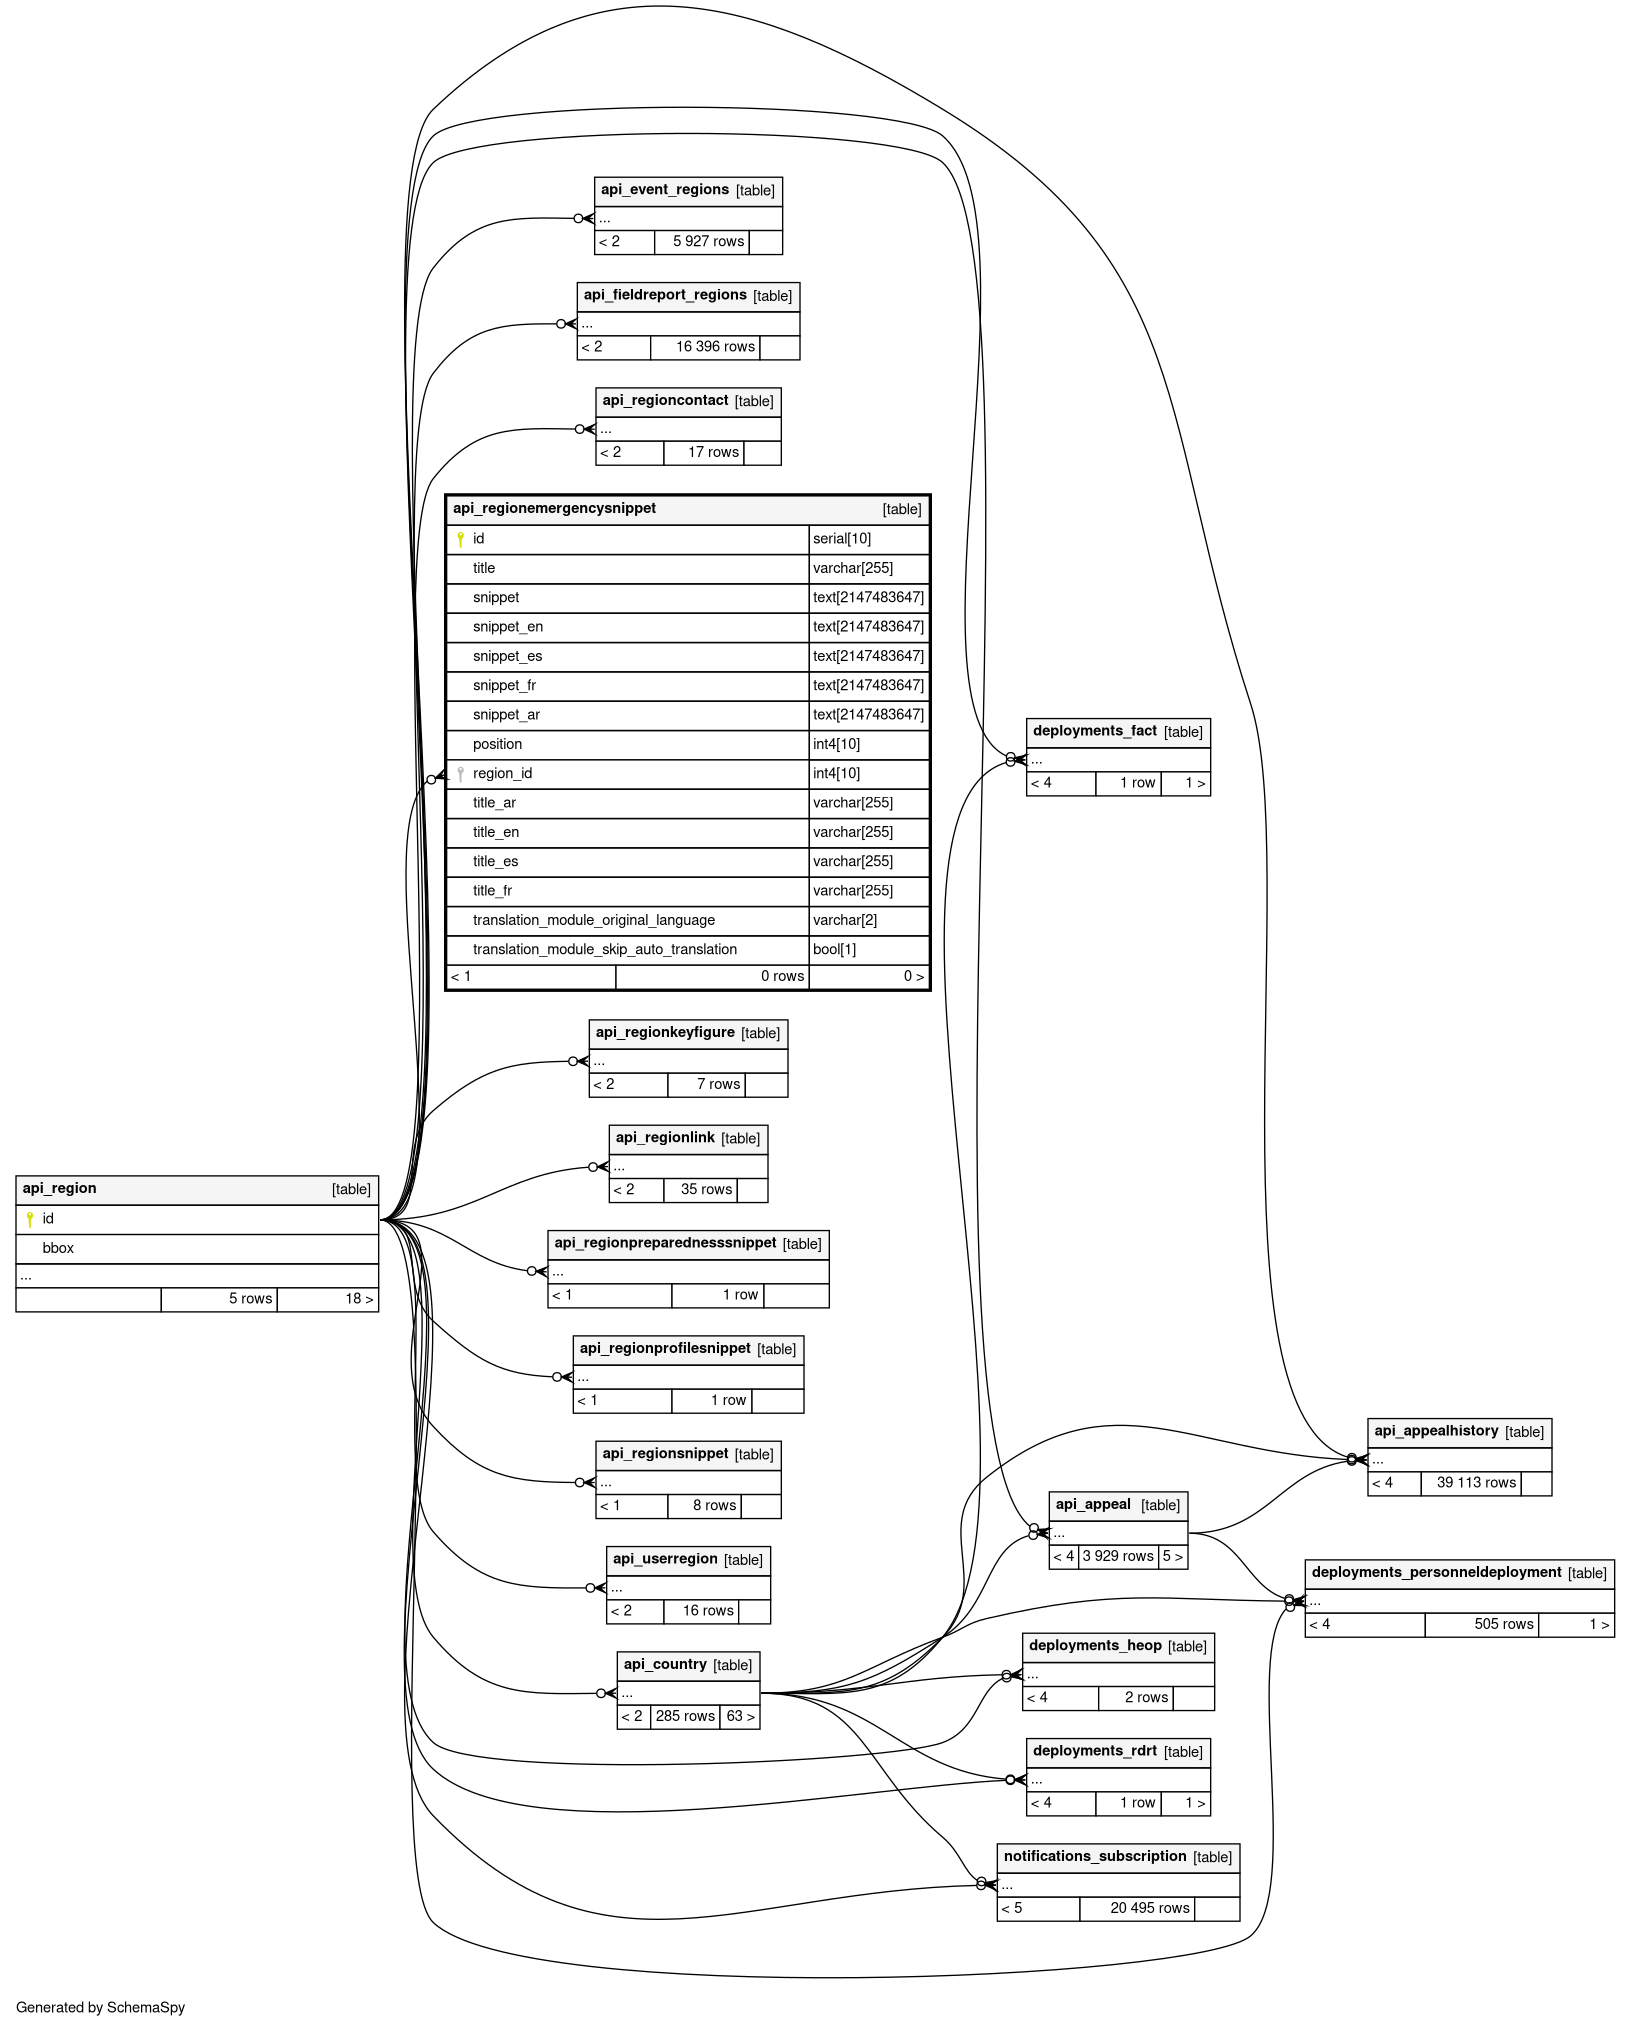 api_event_regions [table]
...
< 2 5 927 rows
api_fieldreport_regions [table]
...
< 2 16 396 rows
api_regioncontact [table]
...
< 2 17 rows
api_regionemergencysnippet [table]
id serial[10]
title varchar[255]
snippet text[2147483647]
snippet_en text[2147483647]
snippet_es text[2147483647]
snippet_fr text[2147483647]
snippet_ar text[2147483647]
position int4[10]
region_id int4[10]
title_ar varchar[255]
title_en varchar[255]
title_es varchar[255]
title_fr varchar[255]
translation_module_original_language varchar[2]
translation_module_skip_auto_translation bool[1]
< 1 0 rows 0 >
deployments_fact [table]
...
< 4 1 row 1 >
api_regionkeyfigure [table]
...
< 2 7 rows
api_regionlink [table]
...
< 2 35 rows
api_region [table]
id
bbox
...
5 rows 18 >
api_regionpreparednesssnippet [table]
...
< 1 1 row
api_regionprofilesnippet [table]
...
< 1 1 row
api_regionsnippet [table]
...
< 1 8 rows
api_appealhistory [table]
...
< 4 39 113 rows
api_appeal [table]
...
< 4 3 929 rows 5 >
api_userregion [table]
...
< 2 16 rows
deployments_personneldeployment [table]
...
< 4 505 rows 1 >
api_country [table]
...
< 2 285 rows 63 >
deployments_heop [table]
...
< 4 2 rows
deployments_rdrt [table]
...
< 4 1 row 1 >
notifications_subscription [table]
...
< 5 20 495 rows
Generated by SchemaSpy